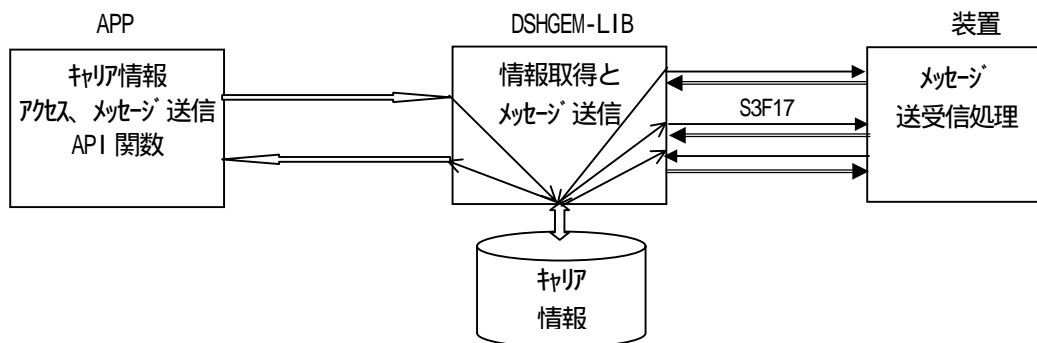 APP
DSHGEM-LIB
装置
ｷｬﾘｱ情報
ｱｸｾｽ、ﾒｯｾｰｼﾞ送信
API 関数
情報取得と
ﾒｯｾｰｼﾞ送信
S3F17
ﾒｯｾｰｼﾞ
送受信処理
ｷｬﾘｱ
情報